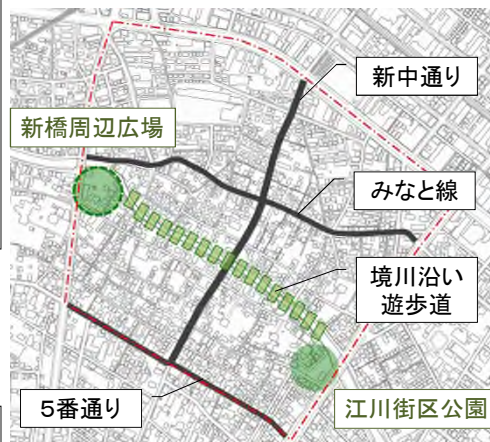 新中通り
新橋周辺広場
みなと線
境川沿い
遊歩道
5番通り
江川街区公園